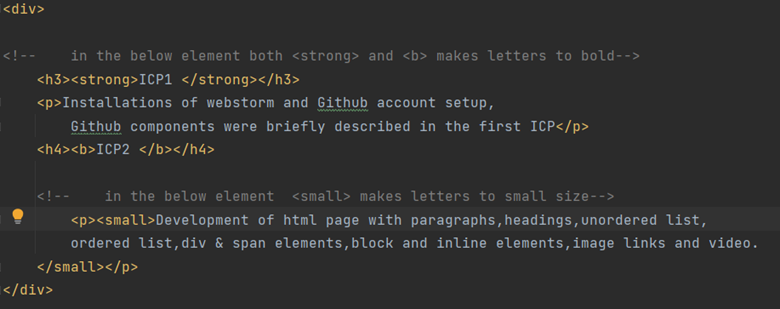 <div>
<!--    in the below element both <strong> and <b> makes letters to bold-->
<h3><strong>ICP1 </strong></h3>
<p>Installations of webstorm and Github account setup,
Github components were briefly described in the first ICP</p>
<h4><b>ICP2 </b></h4>
<!--    in the below element  <small> makes letters to small size-->
<p><small>Development of html page with paragraphs,headings,unordered list,
ordered list,div & span elements,block and inline elements,image links and video.
</small></p>
</div>